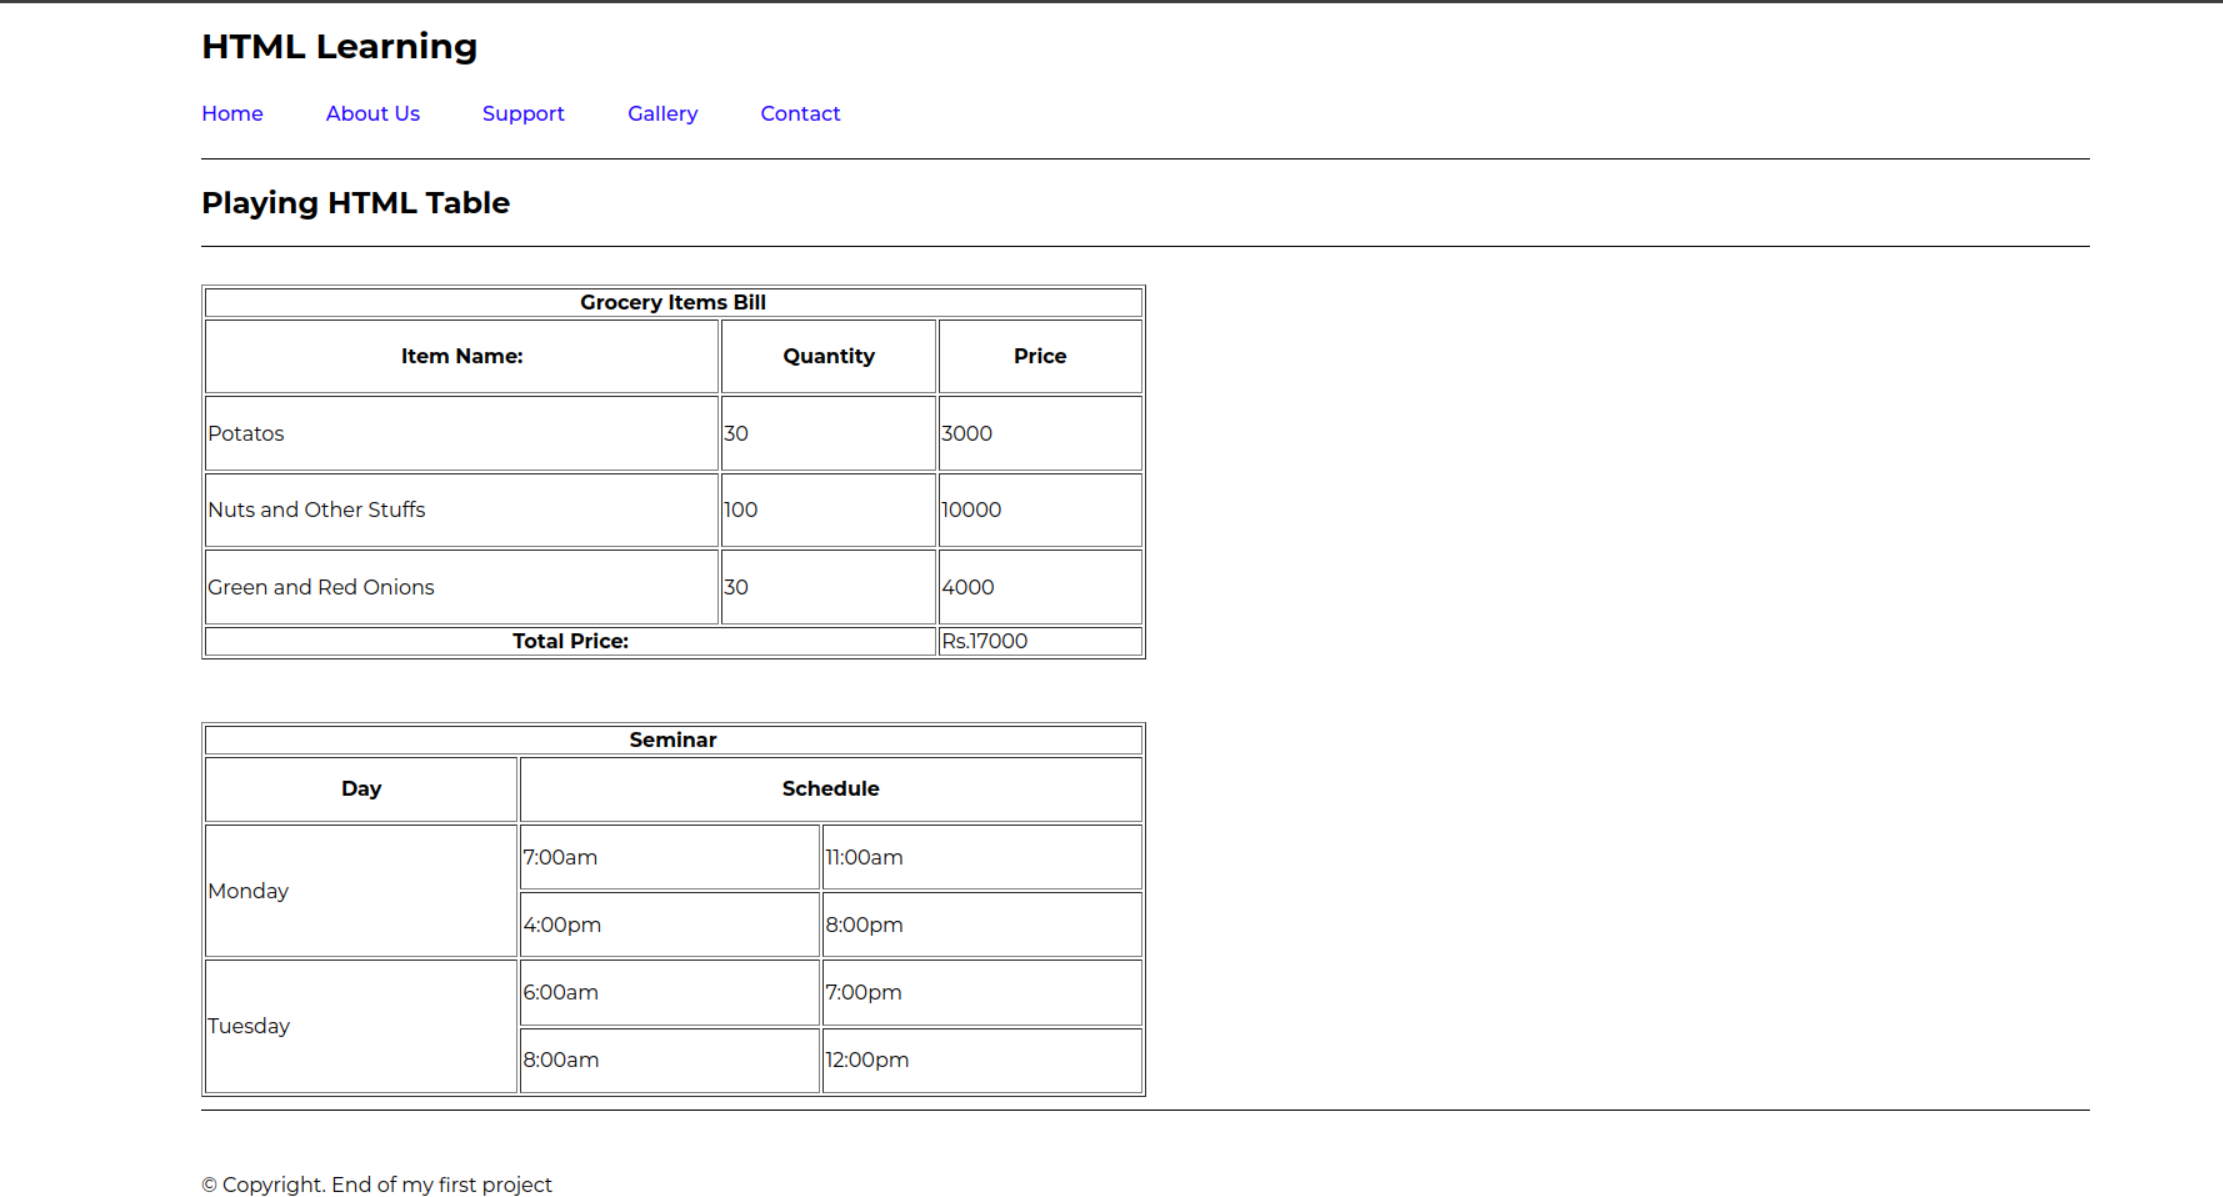 HTML Learning
Home About Us Support Gallery Contact
Playing HTML Table
Grocery Items Bill
Item Name: Quantity Price
Potatos 30 3000
Nuts and Other Stuffs 100 10000
Green and Red Onions 30 4000
Total Price: Rs.17000
Seminar
Day Schedule
Monday
7:00am 11:00am
4:00pm 8:00pm
Tuesday
6:00am 7:00pm
8:00am 12:00pm
© Copyright. End of my first project